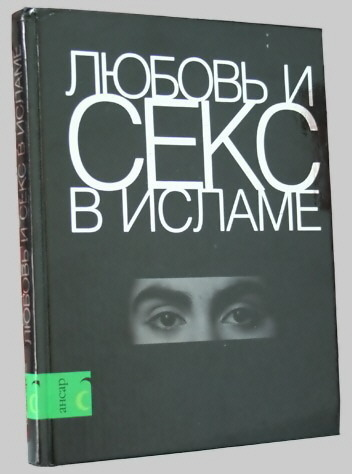 ЛЮБОВЬ И
СЕКС
В ИСЛАМЕ
ЛЮБОВЬ И СЕКС В ИСЛАМЕ
ансар